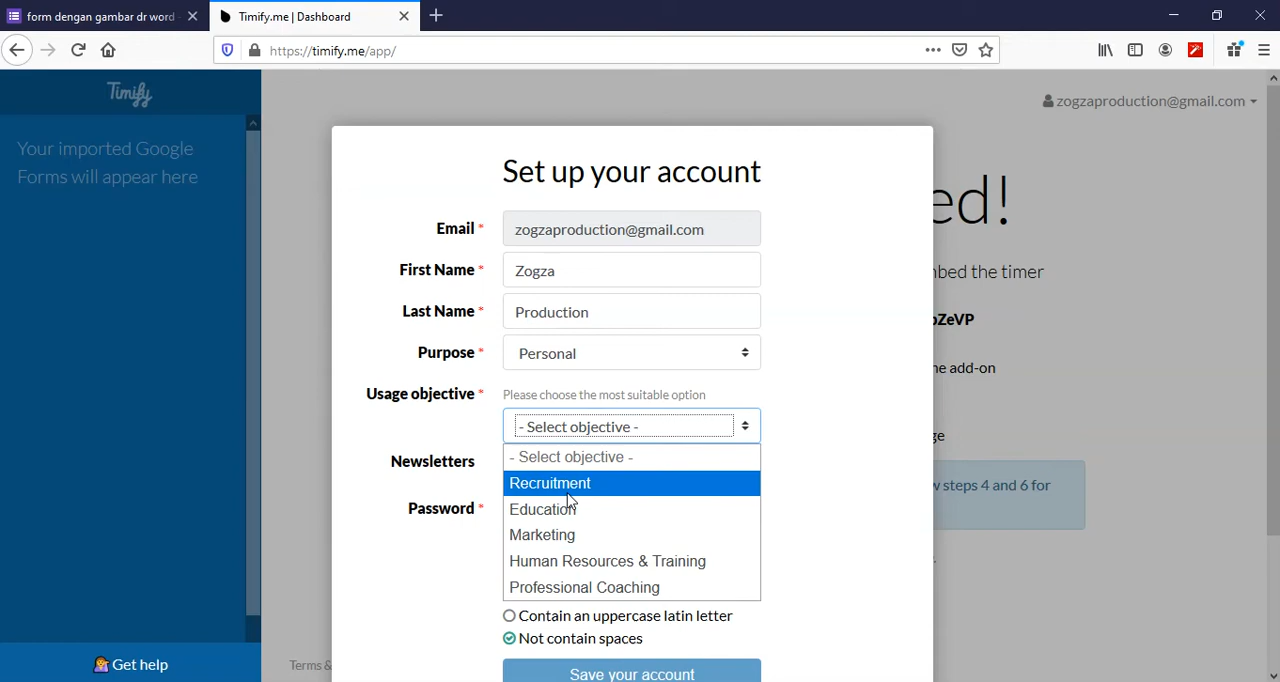 form dengan gambar dr word
Timify.me | Dashboard
https://timify.me/app/
Timify
zogzaproduction@gmail.com
Your imported Google
Forms will appear here
Set up your account
ed!
Email *
zogzaproduction@gmail.com
First Name *
Zogza
nbed the timer
Last Name *
Production
ZeVP
Purpose *
Personal
ne add-on
Usage objective *
Please choose the most suitable option
- Select objective -
ge
Newsletters
- Select objective -
Recruitment
w steps 4 and 6 for
Password *
Education
Marketing
Human Resources & Training
Professional Coaching
Contain an uppercase latin letter
Not contain spaces
Get help
Terms &
Save your account